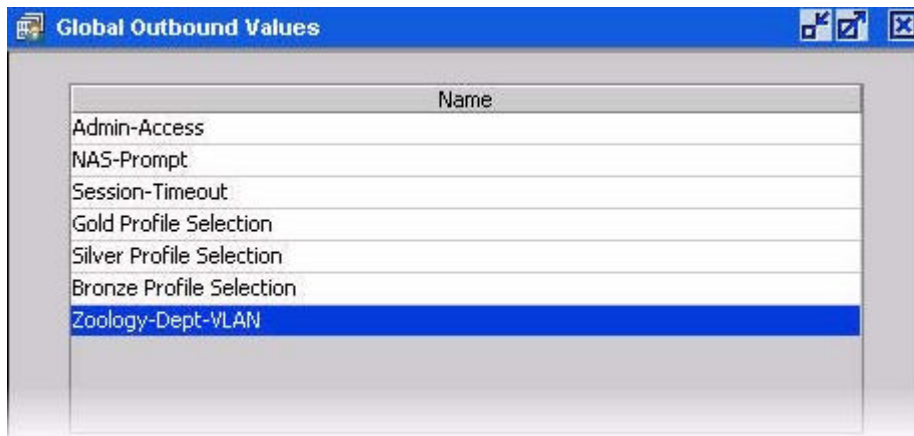 Global Outbound Values
Name
Admin-Access
NAS-Prompt
Session-Timeout
Gold Profile Selection
Silver Profile Selection
Bronze Profile Selection
Zoology-Dept-VLAN